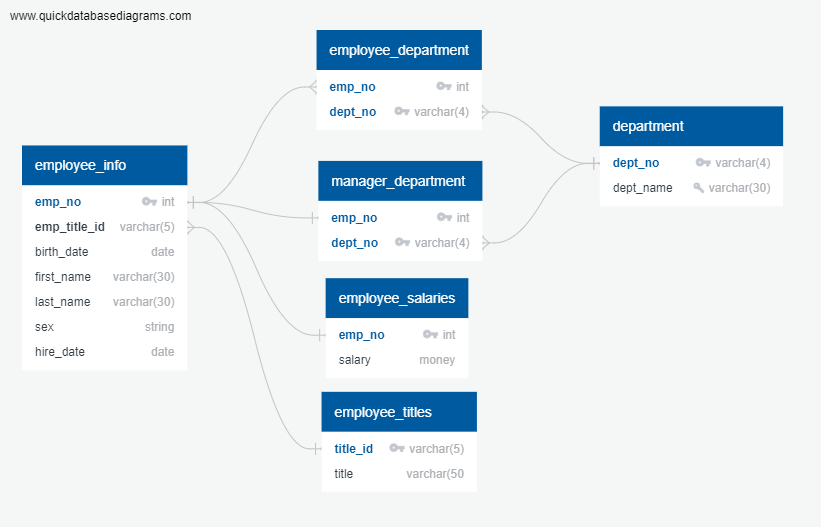 www.quickdatabasediagrams.com
employee_department
emp_no int
dept_no varchar(4)
department
dept_no varchar(4)
dept_name varchar(30)
employee_info
emp_no int
emp_title_id varchar(5)
birth_date date
first_name varchar(30)
last_name varchar(30)
sex string
hire_date date
manager_department
emp_no int
dept_no varchar(4)
employee_salaries
emp_no int
salary money
employee_titles
title_id varchar(5)
title varchar(50